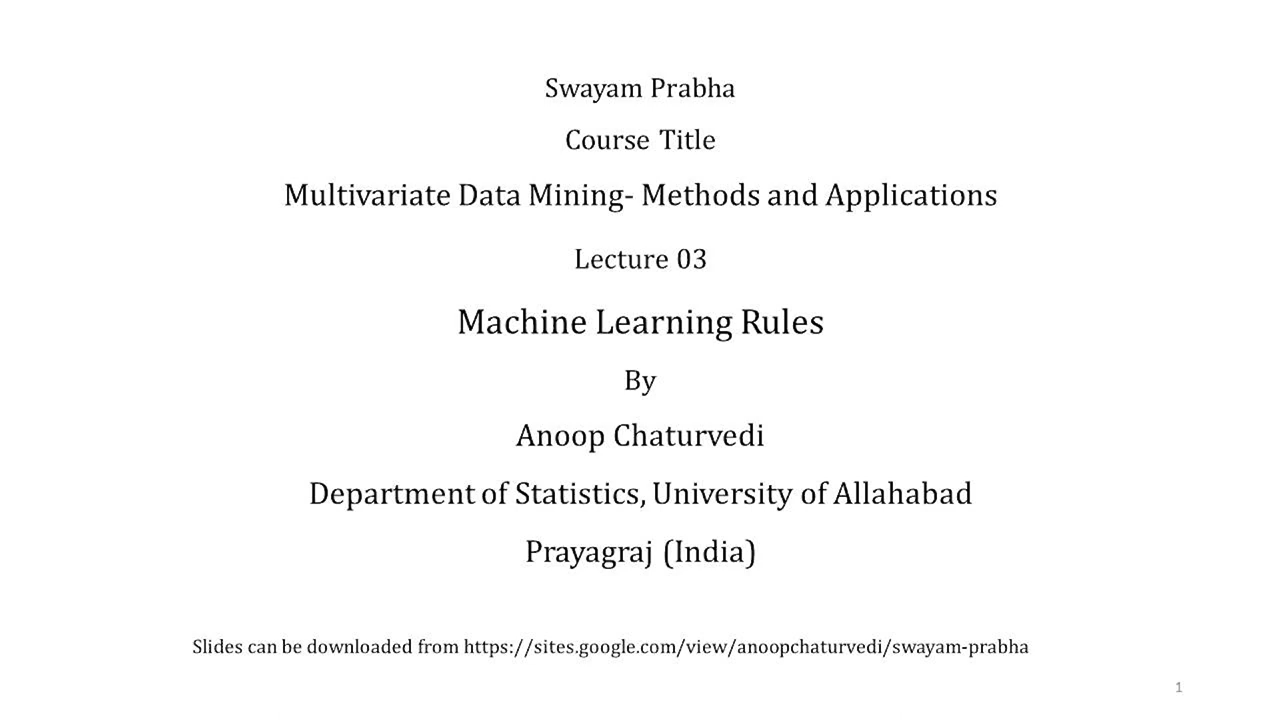 Swayam Prabha
Course Title
Multivariate Data Mining- Methods and Applications
Lecture 03
Machine Learning Rules
By
Anoop Chaturvedi
Department of Statistics, University of Allahabad
Prayagraj (India)
Slides can be downloaded from https://sites.google.com/view/anoopchaturvedi/swayam-prabha
1